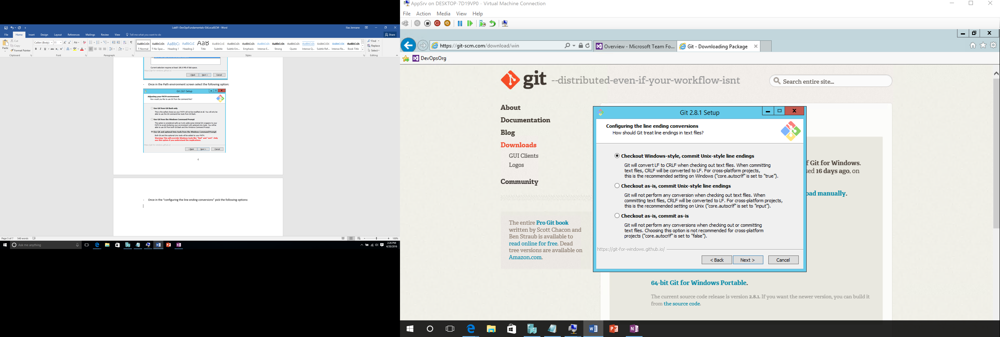 Lab01-DevOpsFundamentals-GitLocalSCM - Word
Ilias Jennane
File Home Insert Design Layout References Mailings Review View Tell me what you want to do
Share
Paste
Cut
Copy
Format Painter
Clipboard
Calibri (Body) 11
Font
Paragraph
AaBbCcDc AaBbCcDc AaBbCc AaBbCcC AaB AaBbCcC AaBbCcDc AaBbCcDc AaBbCcDc AaBbCcDc AaBbCcDc AaBbCcDc AaBbCcDc AaBbCcDc AaBbCcDc
¶ Normal ¶ No Spac... Heading 1 Heading 2 Title Subtitle Subtle Em... Emphasis Intense E... Strong Quote Intense Q... Subtle Ref... Intense Re... Book Title
Styles
Find
Replace
Select
Editing
Current selection requires at least 186.6 MB of disk space.
https://git-for-windows.github.io/
< Back Next > Cancel
- Once in the Path environment screen select the following option:
Git 2.8.1 Setup
Adjusting your PATH environment
How would you like to use Git from the command line?
Use Git from Git Bash only
This is the safest choice as your PATH will not be modified at all. You will only be
able to use the Git command line tools from Git Bash.
Use Git from the Windows Command Prompt
This option is considered safe as it only adds some minimal Git wrappers to your
PATH to avoid cluttering your environment with optional Unix tools. You will be
able to use Git from both Git Bash and the Windows Command Prompt.
Use Git and optional Unix tools from the Windows Command Prompt
Both Git and the optional Unix tools will be added to your PATH.
Warning: This will override Windows tools like "find" and "sort". Only
use this option if you understand the implications.
https://git-for-windows.github.io/
< Back Next > Cancel
4
- Once in the "configuring the line ending conversions" pick the following options:
Page 5 of 7 548 words
100%
Ask me anything
2:26 PM
4/20/2016
AppSrv on DESKTOP-7D19VP0 - Virtual Machine Connection
File Action Media View Help
https://git-scm.com/download/win
Overview - Microsoft Team Fo...
Git - Downloading Package
DevOpsOrg
git --distributed-even-if-your-workflow-isnt
Search entire site...
About
Documentation
Blog
Downloads
GUI Clients
Logos
Community
The entire Pro Git book
written by Scott Chacon and
Ben Straub is available to
read online for free. Dead
tree versions are available on
Amazon.com.
Git 2.8.1 Setup
Configuring the line ending conversions
How should Git treat line endings in text files?
Checkout Windows-style, commit Unix-style line endings
Git will convert LF to CRLF when checking out text files. When committing
text files, CRLF will be converted to LF. For cross-platform projects,
this is the recommended setting on Windows ("core.autocrlf" is set to "true").
Checkout as-is, commit Unix-style line endings
Git will not perform any conversion when checking out text files. When
committing text files, CRLF will be converted to LF. For cross-platform projects,
this is the recommended setting on Unix ("core.autocrlf" is set to "input").
Checkout as-is, commit as-is
Git will not perform any conversions when checking out or committing
text files. Choosing this option is not recommended for cross-platform
projects ("core.autocrlf" is set to "false").
https://git-for-windows.github.io/
< Back Next > Cancel
f Git for Windows.
sed 16 days ago, on
oad manually.
64-bit Git for Windows Portable.
The current source code release is version 2.8.1. If you want the newer version, you can build it
from the source code.